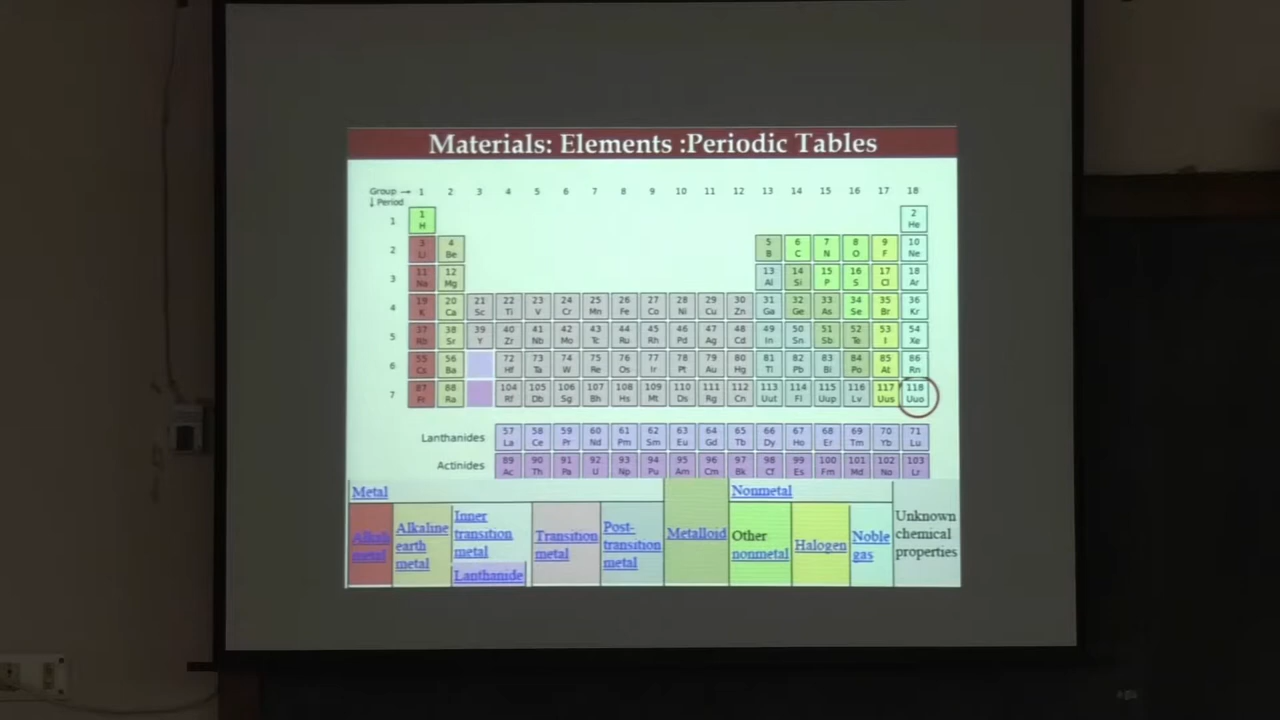 Materials: Elements :Periodic Tables
Group → 1 2 3 4 5 6 7 8 9 10 11 12 13 14 15 16 17 18
↓ Period
1 1 2
H He
2 3 4 5 6 7 8 9 10
Li Be B C N O F Ne
3 11 12 13 14 15 16 17 18
Na Mg Al Si P S Cl Ar
4 19 20 21 22 23 24 25 26 27 28 29 30 31 32 33 34 35 36
K Ca Sc Ti V Cr Mn Fe Co Ni Cu Zn Ga Ge As Se Br Kr
5 37 38 39 40 41 42 43 44 45 46 47 48 49 50 51 52 53 54
Rb Sr Y Zr Nb Mo Tc Ru Rh Pd Ag Cd In Sn Sb Te I Xe
6 55 56 72 73 74 75 76 77 78 79 80 81 82 83 84 85 86
Cs Ba Hf Ta W Re Os Ir Pt Au Hg Tl Pb Bi Po At Rn
7 87 88 104 105 106 107 108 109 110 111 112 113 114 115 116 117 118
Fr Ra Rf Db Sg Bh Hs Mt Ds Rg Cn Uut Fl Uup Lv Uus Uuo
Lanthanides 57 58 59 60 61 62 63 64 65 66 67 68 69 70 71
La Ce Pr Nd Pm Sm Eu Gd Tb Dy Ho Er Tm Yb Lu
Actinides 89 90 91 92 93 94 95 96 97 98 99 100 101 102 103
Ac Th Pa U Np Pu Am Cm Bk Cf Es Fm Md No Lr
Metal
Nonmetal
Alkali
metal
Alkaline
earth
metal
Inner
transition
metal
Lanthanide
Transition
metal
Post-
transition
metal
Metalloid
Other
nonmetal
Halogen
Noble
gas
Unknown
chemical
properties